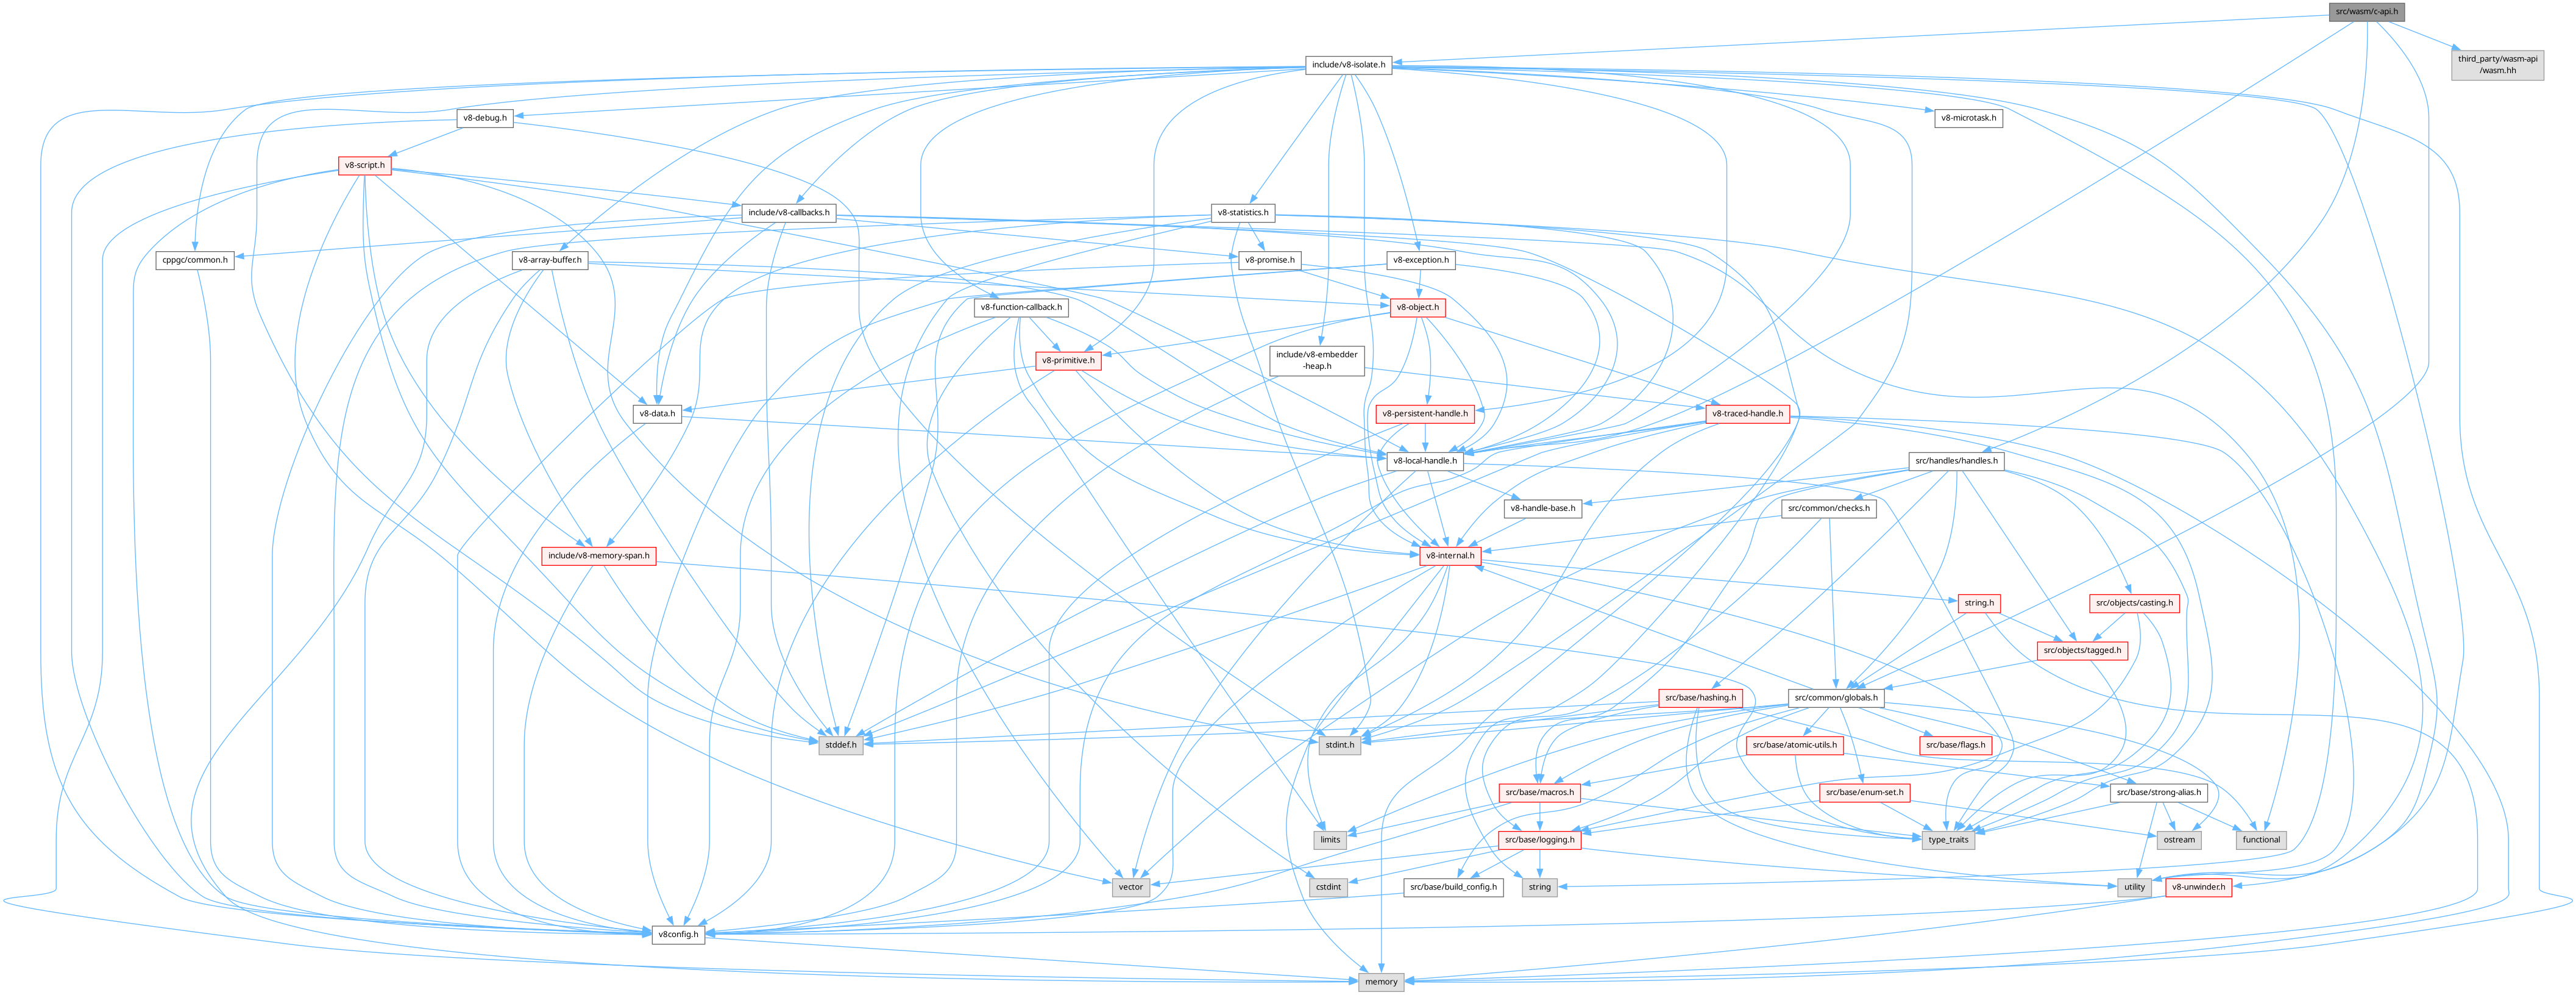 src/wasm/c-api.h
include/v8-isolate.h
third_party/wasm-api
/wasm.hh
v8-debug.h
v8-microtask.h
v8-script.h
include/v8-callbacks.h
v8-statistics.h
cppgc/common.h
v8-array-buffer.h
v8-promise.h
v8-exception.h
v8-function-callback.h
v8-object.h
v8-primitive.h
include/v8-embedder
-heap.h
v8-data.h
v8-persistent-handle.h
v8-traced-handle.h
v8-local-handle.h
src/handles/handles.h
v8-handle-base.h
src/common/checks.h
include/v8-memory-span.h
v8-internal.h
string.h
src/objects/casting.h
src/objects/tagged.h
src/base/hashing.h
src/common/globals.h
stddef.h
stdint.h
src/base/atomic-utils.h
src/base/flags.h
src/base/macros.h
src/base/enum-set.h
src/base/strong-alias.h
limits
src/base/logging.h
type_traits
ostream
functional
vector
cstdint
src/base/build_config.h
string
utility
v8-unwinder.h
v8config.h
memory